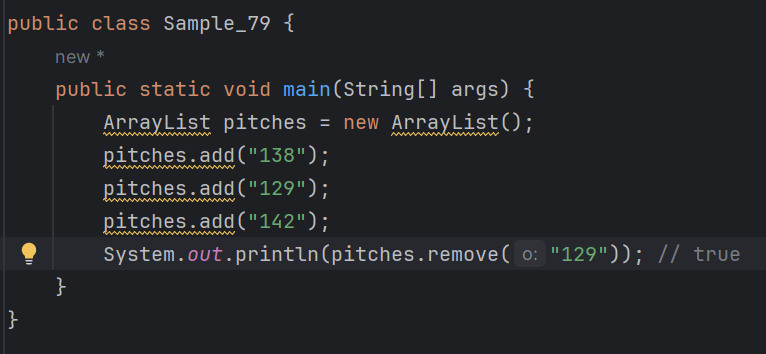 public class Sample_79 {
new *
public static void main(String[] args) {
ArrayList pitches = new ArrayList();
pitches.add("138");
pitches.add("129");
pitches.add("142");
System.out.println(pitches.remove( o: "129")); // true
}
}